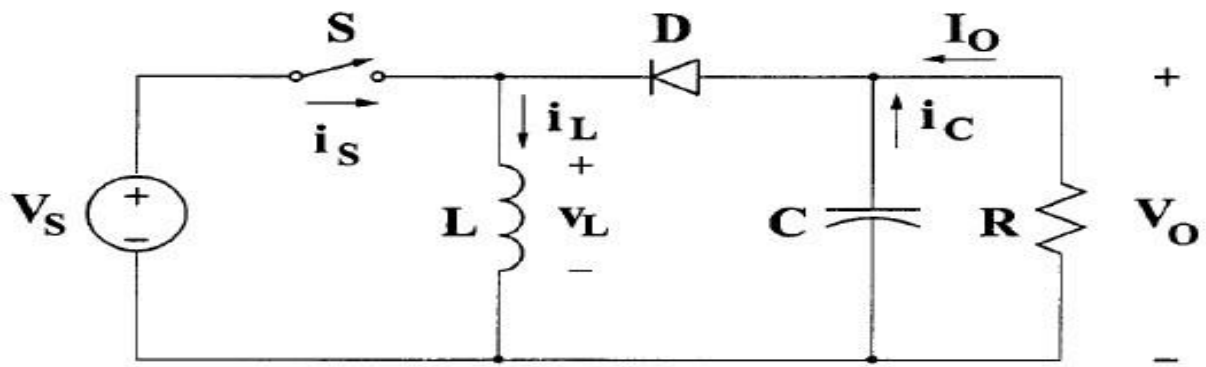 S
D
I_O
+
i_S
i_L
+
i_C
V_S
+
−
L
v_L
C
R
V_O
−
−